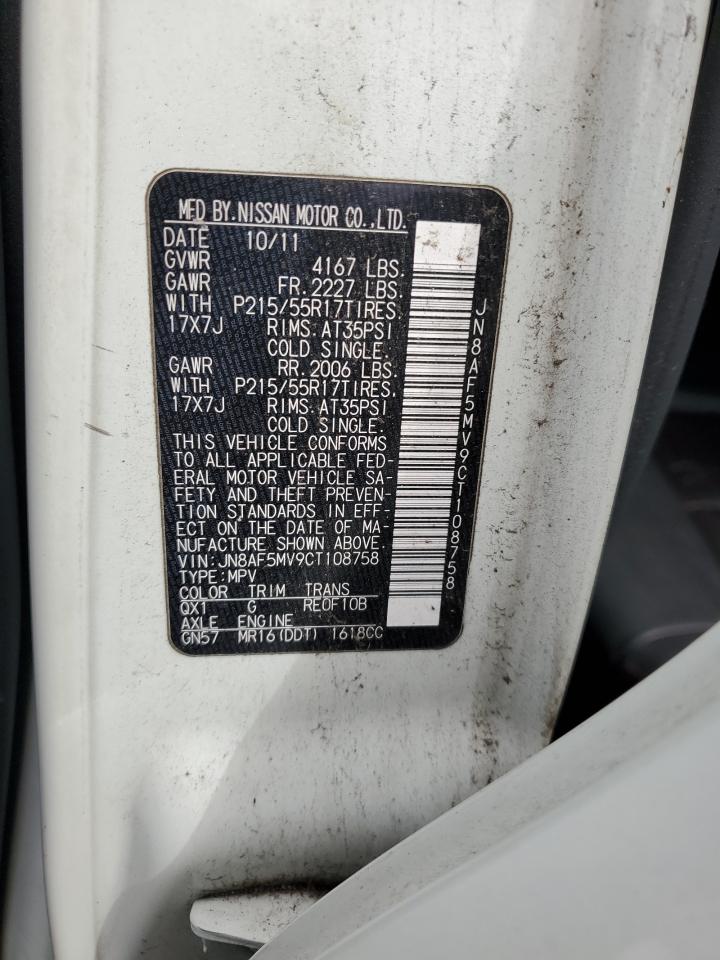 MFD BY.NISSAN MOTOR CO.,LTD.
DATE 10/11
GVWR 4167 LBS.
GAWR FR. 2227 LBS.
WITH P215/55R17TIRES.
17X7J RIMS. AT35PSI
COLD SINGLE.
GAWR RR. 2006 LBS.
WITH P215/55R17TIRES.
17X7J RIMS. AT35PSI
COLD SINGLE.
THIS VEHICLE CONFORMS
TO ALL APPLICABLE FED-
ERAL MOTOR VEHICLE SA-
FETY AND THEFT PREVEN-
TION STANDARDS IN EFF-
ECT ON THE DATE OF MA-
NUFACTURE SHOWN ABOVE.
VIN:JN8AF5MV9CT108758
TYPE:MPV
COLOR TRIM TRANS
QX1 G RE0F10B
AXLE ENGINE
GN57 MR16(DDT) 1618CC
JN8AF5MV9CT108758